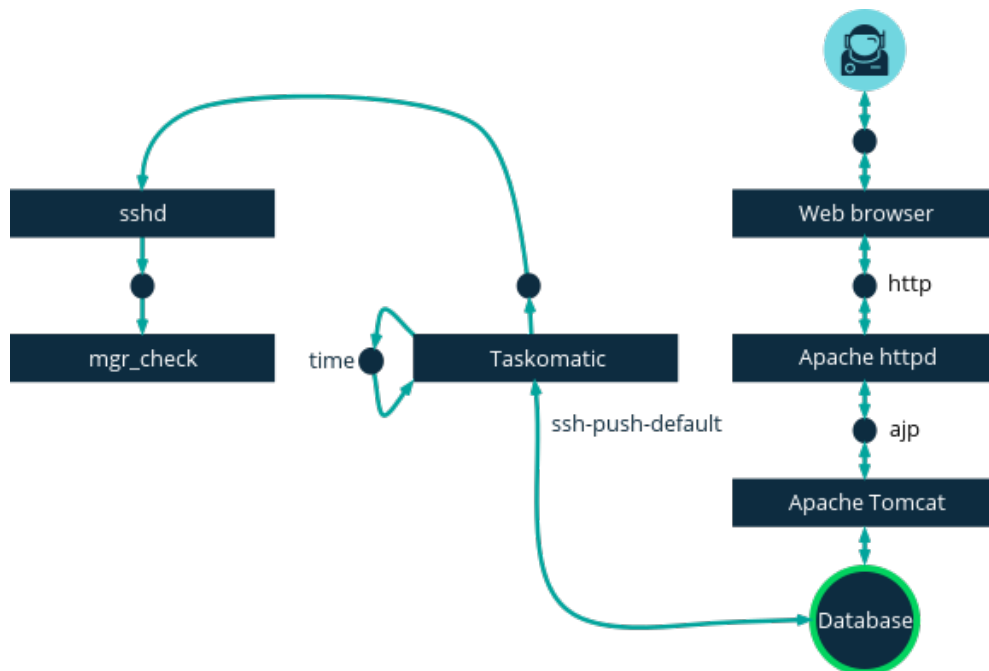 sshd
Web browser
http
mgr_check
time
Taskomatic
Apache httpd
ssh-push-default
ajp
Apache Tomcat
Database